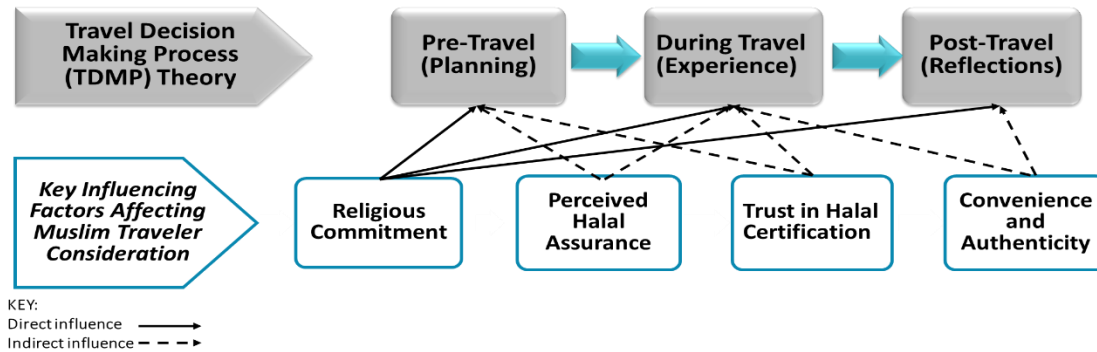 Travel Decision
Making Process
(TDMP) Theory
Pre-Travel
(Planning)
During Travel
(Experience)
Post-Travel
(Reflections)
Key Influencing
Factors Affecting
Muslim Traveler
Consideration
Religious
Commitment
Perceived
Halal
Assurance
Trust in Halal
Certification
Convenience
and
Authenticity
KEY:
Direct influence
Indirect influence